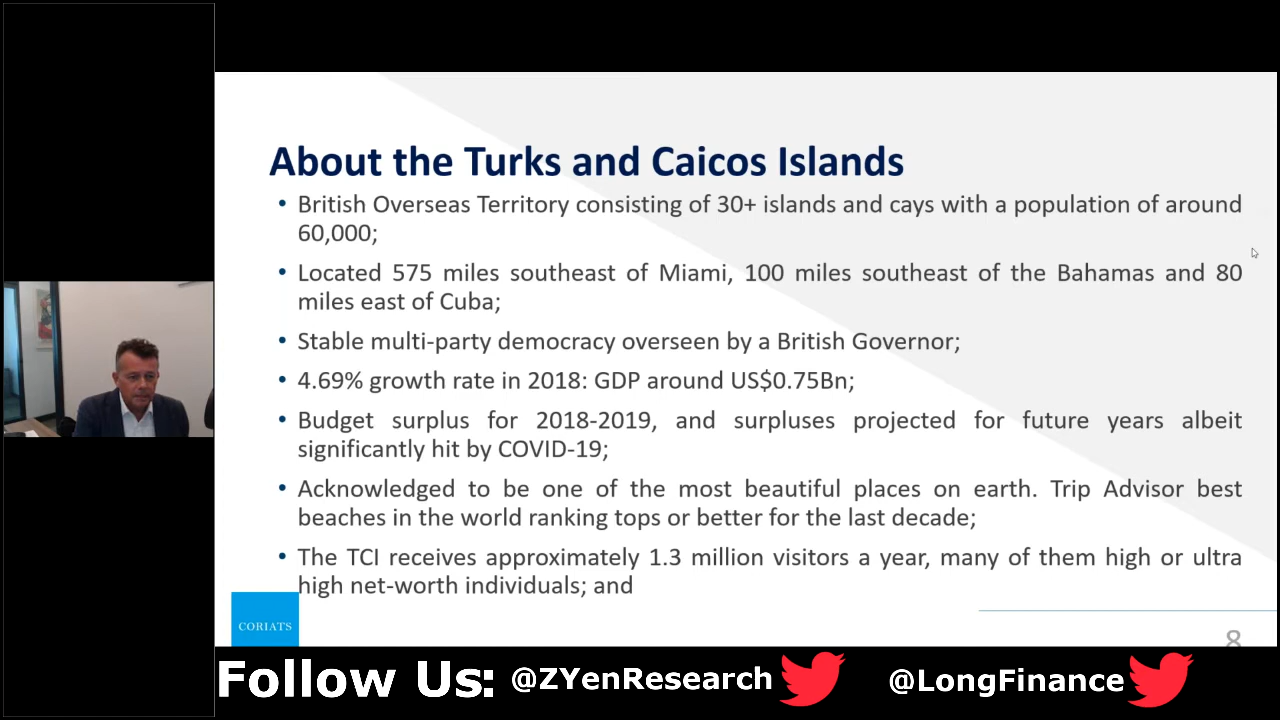 About the Turks and Caicos Islands
• British Overseas Territory consisting of 30+ islands and cays with a population of around
60,000;
• Located 575 miles southeast of Miami, 100 miles southeast of the Bahamas and 80
miles east of Cuba;
• Stable multi-party democracy overseen by a British Governor;
• 4.69% growth rate in 2018: GDP around US$0.75Bn;
• Budget surplus for 2018-2019, and surpluses projected for future years albeit
significantly hit by COVID-19;
• Acknowledged to be one of the most beautiful places on earth. Trip Advisor best
beaches in the world ranking tops or better for the last decade;
• The TCI receives approximately 1.3 million visitors a year, many of them high or ultra
high net-worth individuals; and
CORIATS
8
Follow Us: @ZYenResearch @LongFinance